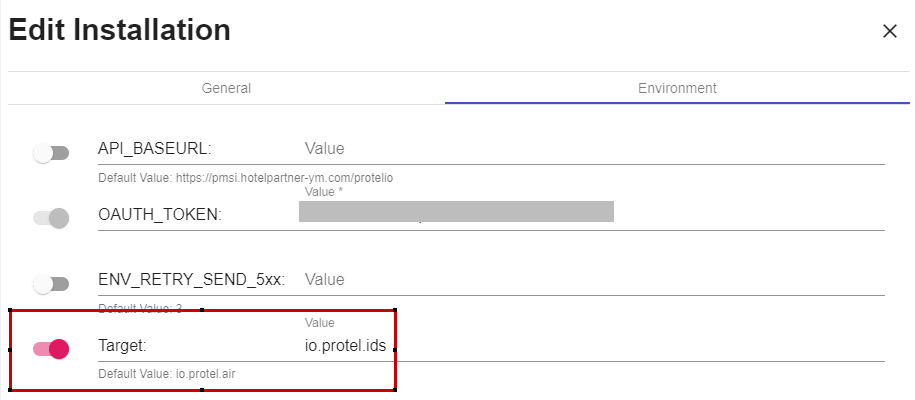 Edit Installation
General Environment
API_BASEURL: Value
Default Value: https://pmsi.hotelpartner-ym.com/protelio
Value *
OAUTH_TOKEN:
ENV_RETRY_SEND_5xx: Value
Default Value: 3
Value
Target: io.protel.ids
Default Value: io.protel.air